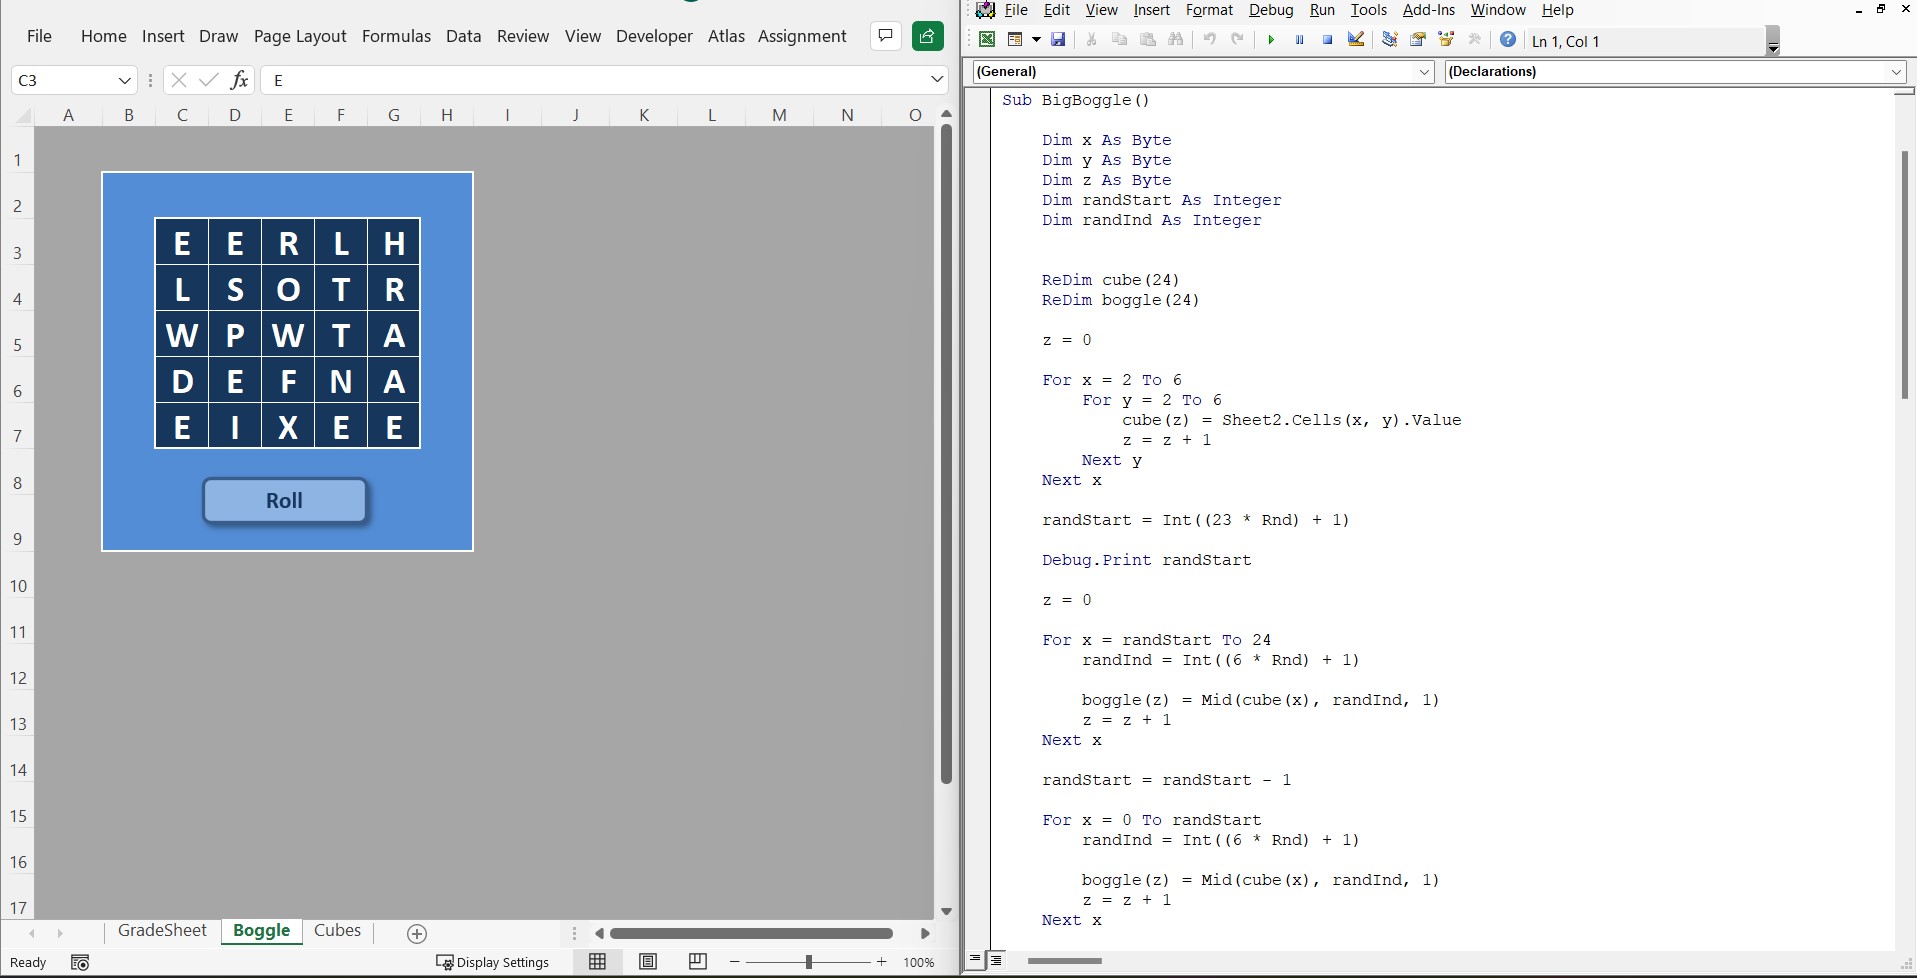 File Home Insert Draw Page Layout Formulas Data Review View Developer Atlas Assignment
C3 fx E
A B C D E F G H I J K L M N O
1
2
3 E E R L H
4 L S O T R
5 W P W T A
6 D E F N A
7 E I X E E
8 Roll
9
10
11
12
13
14
15
16
17
GradeSheet Boggle Cubes
Ready Display Settings 100%
File Edit View Insert Format Debug Run Tools Add-Ins Window Help
Ln 1, Col 1
(General) (Declarations)
Sub BigBoggle()
Dim x As Byte
Dim y As Byte
Dim z As Byte
Dim randStart As Integer
Dim randInd As Integer
ReDim cube(24)
ReDim boggle(24)
z = 0
For x = 2 To 6
For y = 2 To 6
cube(z) = Sheet2.Cells(x, y).Value
z = z + 1
Next y
Next x
randStart = Int((23 * Rnd) + 1)
Debug.Print randStart
z = 0
For x = randStart To 24
randInd = Int((6 * Rnd) + 1)
boggle(z) = Mid(cube(x), randInd, 1)
z = z + 1
Next x
randStart = randStart - 1
For x = 0 To randStart
randInd = Int((6 * Rnd) + 1)
boggle(z) = Mid(cube(x), randInd, 1)
z = z + 1
Next x